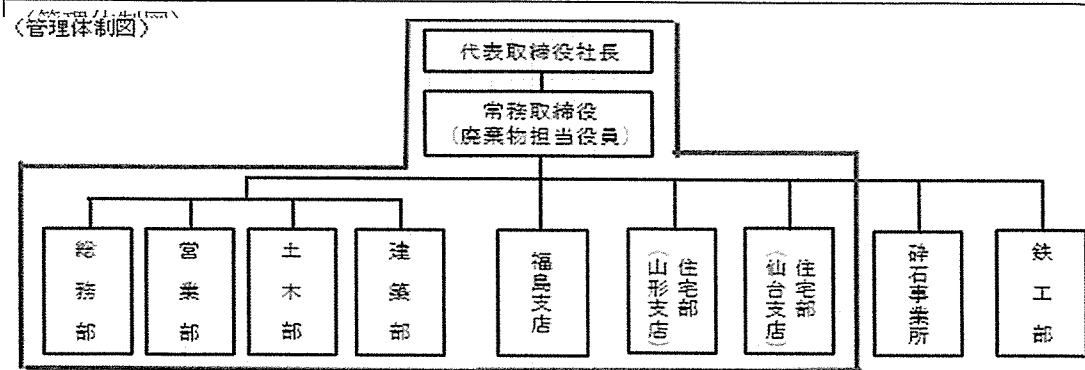 〈管理体制図〉
代表取締役社長
常務取締役
(廃棄物担当役員)
総務部
営業部
土木部
建築部
福島支店
住宅部
(山形支店)
住宅部
(仙台支店)
砕石事業所
鉄工部